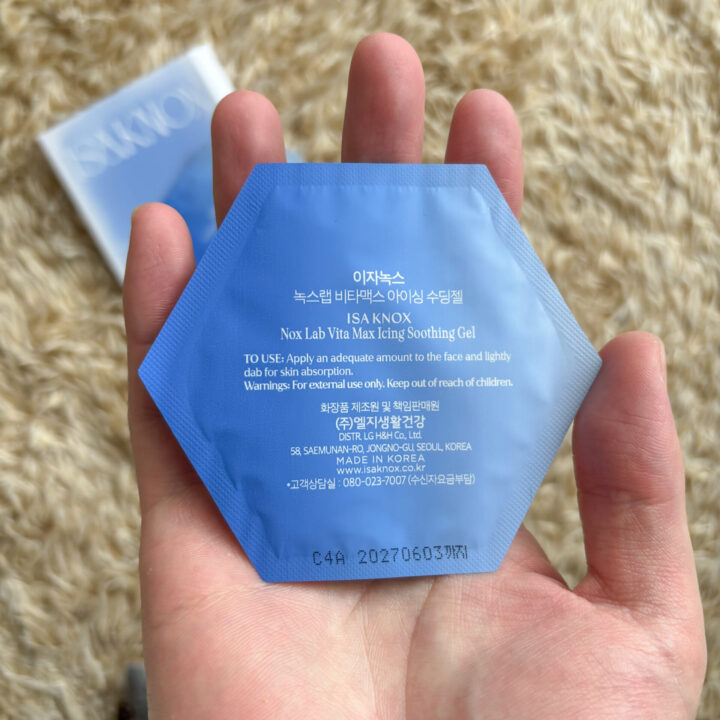 ISAKNOX
이자녹스
녹스랩 비타맥스 아이싱 수딩젤
ISA KNOX
Nox Lab Vita Max Icing Soothing Gel
TO USE: Apply an adequate amount to the face and lightly
dab for skin absorption.
Warnings: For external use only. Keep out of reach of children.
화장품 제조원 및 책임판매원
(주)엘지생활건강
DISTR. LG H&H Co., Ltd.
58, SAEMUNAN-RO, JONGNO-GU, SEOUL, KOREA
MADE IN KOREA
www.isaknox.co.kr
*고객상담실 : 080-023-7007 (수신자요금부담)
C4A 20270603까지